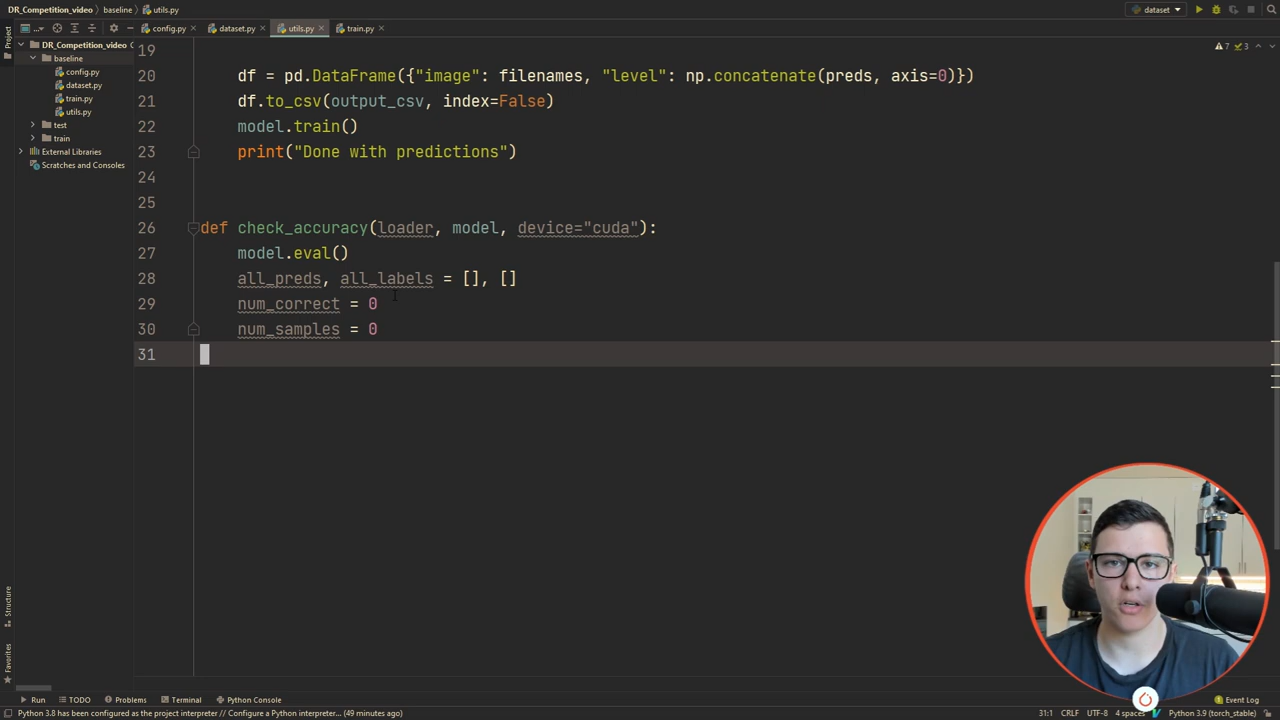 DR_Competition_video
baseline
utils.py
dataset
config.py
dataset.py
utils.py
train.py
Project
DR_Competition_video
baseline
config.py
dataset.py
train.py
utils.py
test
train
External Libraries
Scratches and Consoles
7 3
19
20 df = pd.DataFrame({"image": filenames, "level": np.concatenate(preds, axis=0)})
21 df.to_csv(output_csv, index=False)
22 model.train()
23 print("Done with predictions")
24
25
26 def check_accuracy(loader, model, device="cuda"):
27 model.eval()
28 all_preds, all_labels = [], []
29 num_correct = 0
30 num_samples = 0
31
Structure
Favorites
Run TODO Problems Terminal Python Console Event Log
Python 3.8 has been configured as the project interpreter // Configure a Python interpreter... (49 minutes ago) 31:1 CRLF UTF-8 4 spaces Python 3.9 (torch_stable)